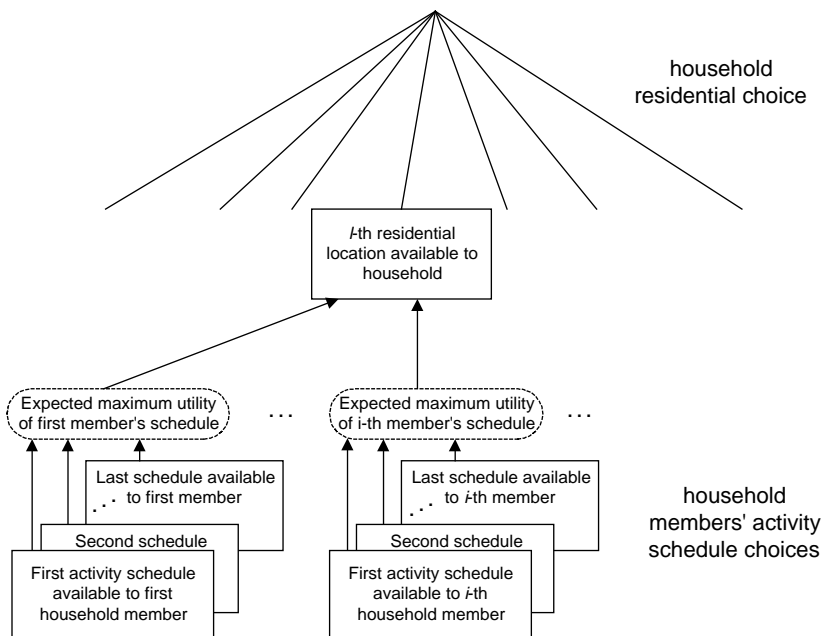 household
residential choice
l-th residential
location available to
household
Expected maximum utility
of first member's schedule
. . .
Expected maximum utility
of i-th member's schedule
. . .
Last schedule available
to first member
. . .
Second schedule
First activity schedule
available to first
household member
Last schedule available
to i-th member
. . .
Second schedule
First activity schedule
available to i-th
household member
household
members' activity
schedule choices